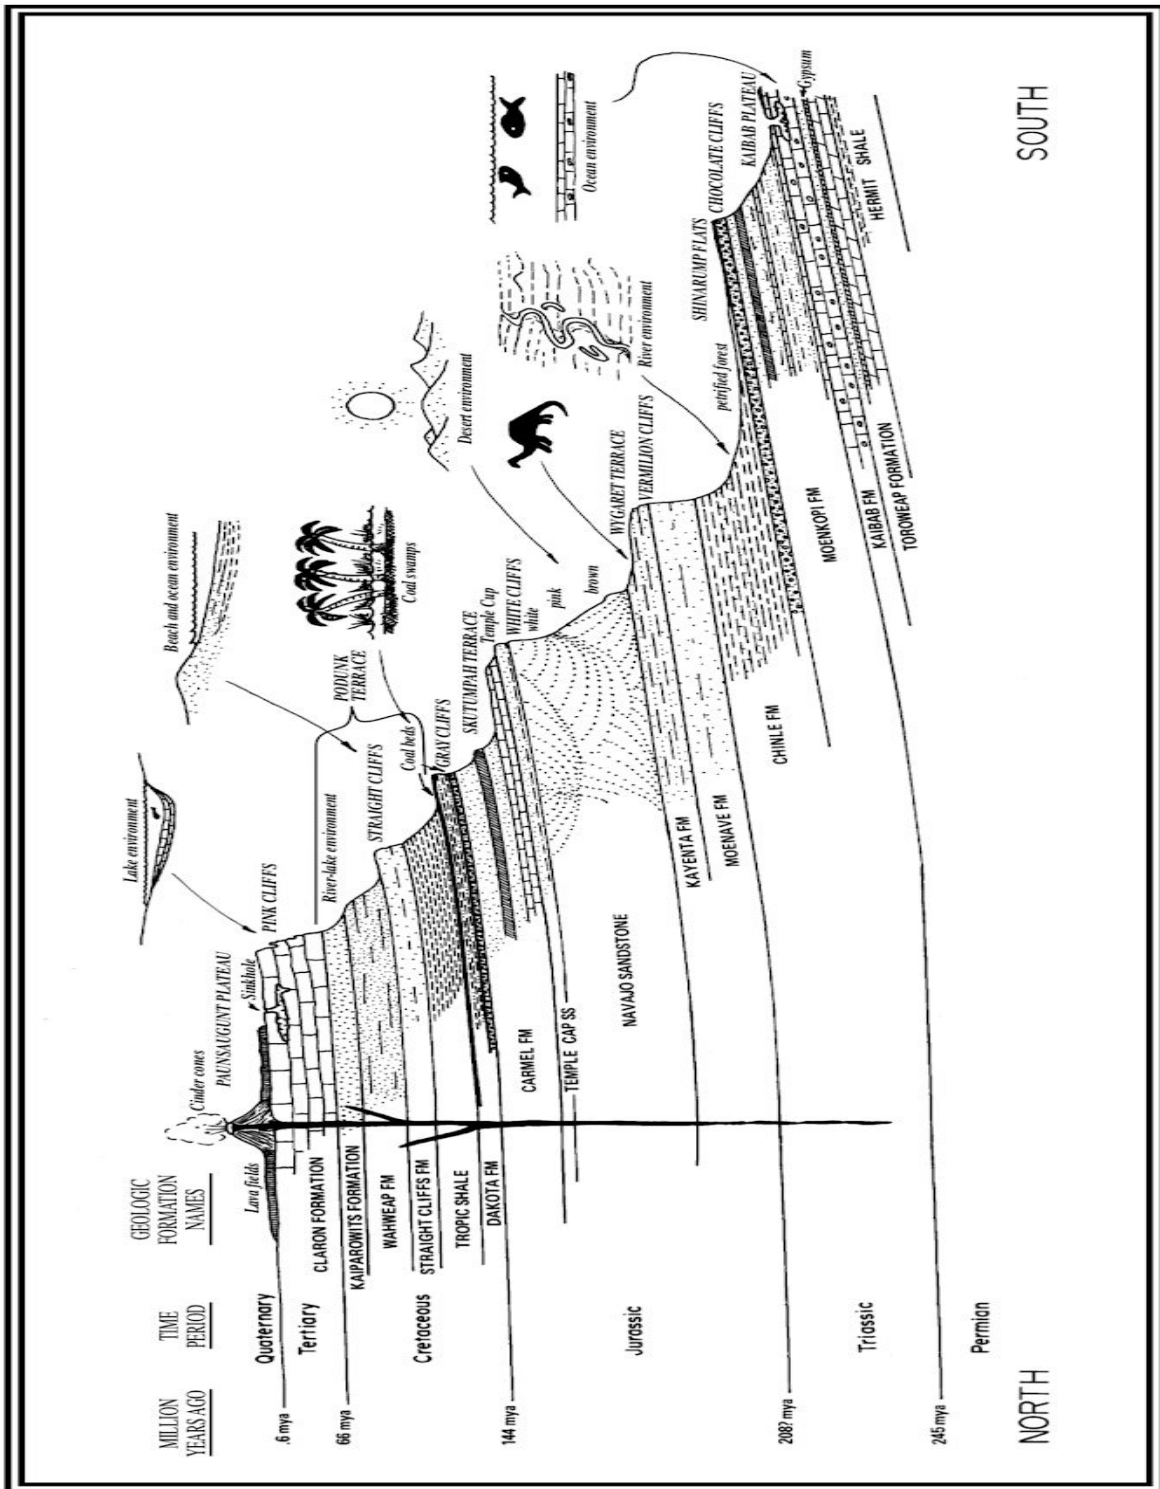 MILLION
YEARS AGO
TIME
PERIOD
GEOLOGIC
FORMATION
NAMES
Quaternary
.6 mya
Tertiary
66 mya
Cretaceous
144 mya
Jurassic
208? mya
Triassic
245 mya
Permian
Lava fields
CLARON FORMATION
KAIPAROWITS FORMATION
WAHWEAP FM
STRAIGHT CLIFFS FM
TROPIC SHALE
DAKOTA FM
CARMEL FM
TEMPLE CAP SS
NAVAJO SANDSTONE
KAYENTA FM
MOENAVE FM
CHINLE FM
MOENKOPI FM
KAIBAB FM
TOROWEAP FORMATION
HERMIT SHALE
Cinder cones
PAUNSAUGUNT PLATEAU
Sinkhole
PINK CLIFFS
Lake environment
River-lake environment
PODUNK
TERRACE
STRAIGHT CLIFFS
Beach and ocean environment
Coal beds
GRAY CLIFFS
Coal swamps
SKUTUMPAH TERRACE
Temple Cap
WHITE CLIFFS
white
pink
brown
Desert environment
WYGARET TERRACE
VERMILION CLIFFS
petrified forest
River environment
SHINARUMP FLATS
CHOCOLATE CLIFFS
KAIBAB PLATEAU
Gypsum
Ocean environment
NORTH
SOUTH